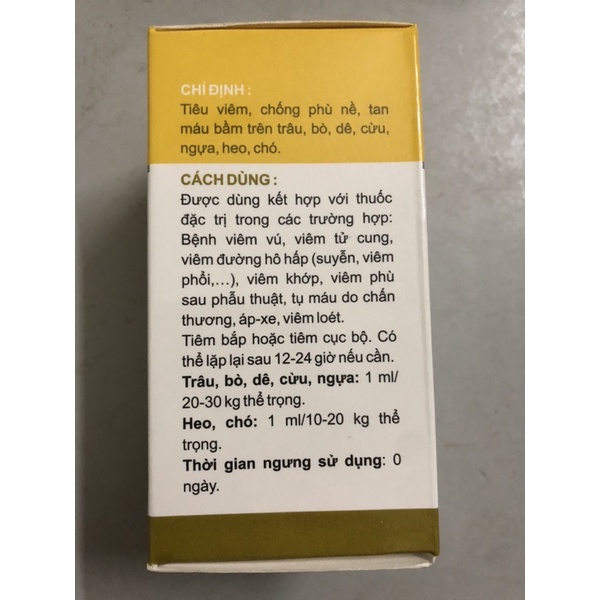 CHỈ ĐỊNH :
Tiêu viêm, chống phù nề, tan
máu bầm trên trâu, bò, dê, cừu,
ngựa, heo, chó.
CÁCH DÙNG :
Được dùng kết hợp với thuốc
đặc trị trong các trường hợp:
Bệnh viêm vú, viêm tử cung,
viêm đường hô hấp (suyễn, viêm
phổi,...), viêm khớp, viêm phù
sau phẫu thuật, tụ máu do chấn
thương, áp-xe, viêm loét.
Tiêm bắp hoặc tiêm cục bộ. Có
thể lặp lại sau 12-24 giờ nếu cần.
Trâu, bò, dê, cừu, ngựa: 1 ml/
20-30 kg thể trọng.
Heo, chó: 1 ml/10-20 kg thể
trọng.
Thời gian ngưng sử dụng: 0
ngày.